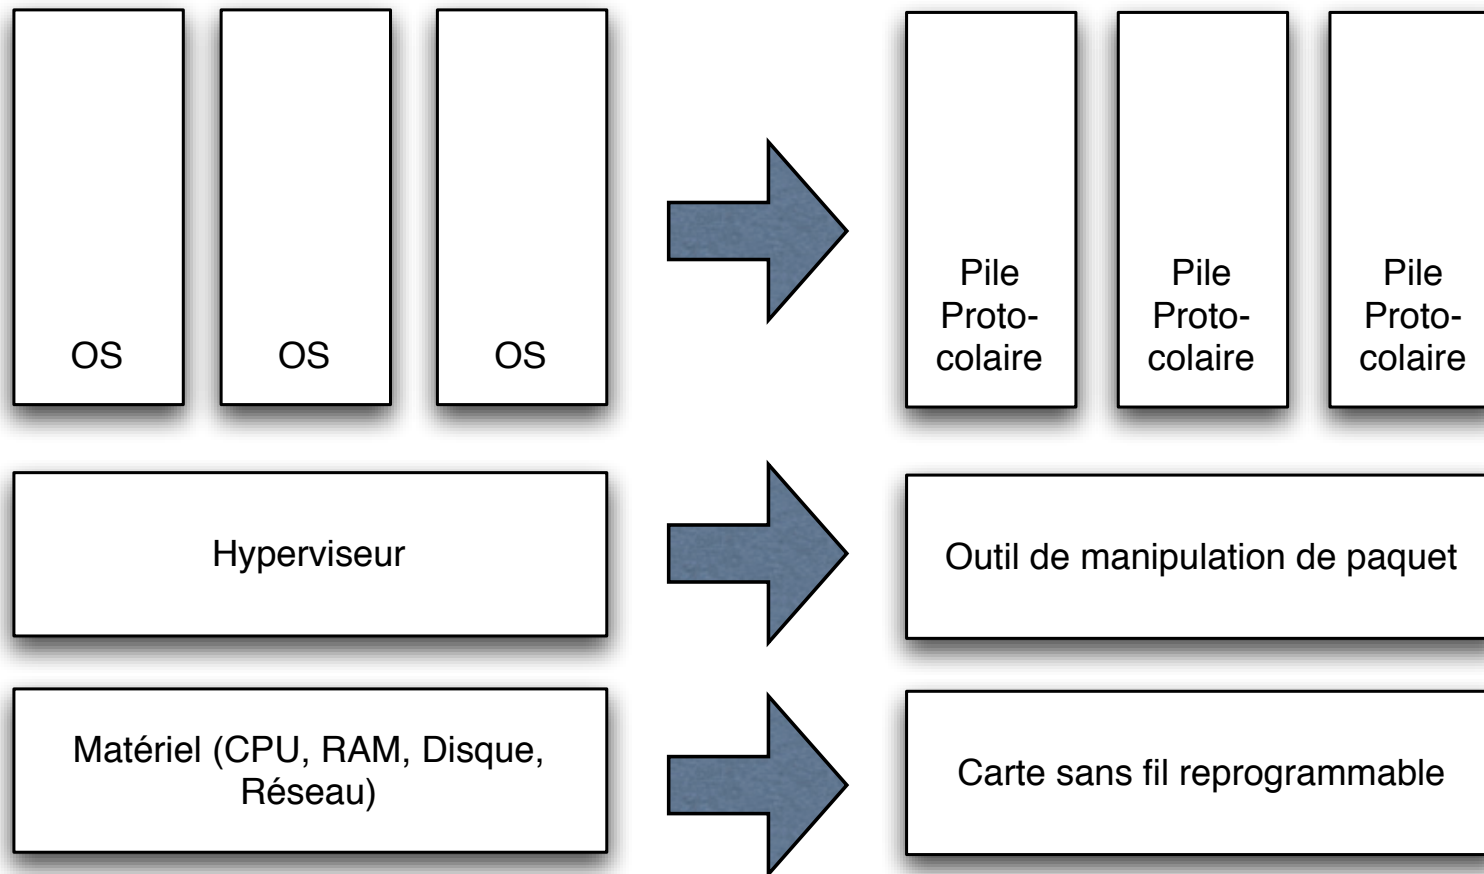 OS
OS
OS
Pile
Proto-
colaire
Pile
Proto-
colaire
Pile
Proto-
colaire
Hyperviseur
Outil de manipulation de paquet
Matériel (CPU, RAM, Disque,
Réseau)
Carte sans fil reprogrammable